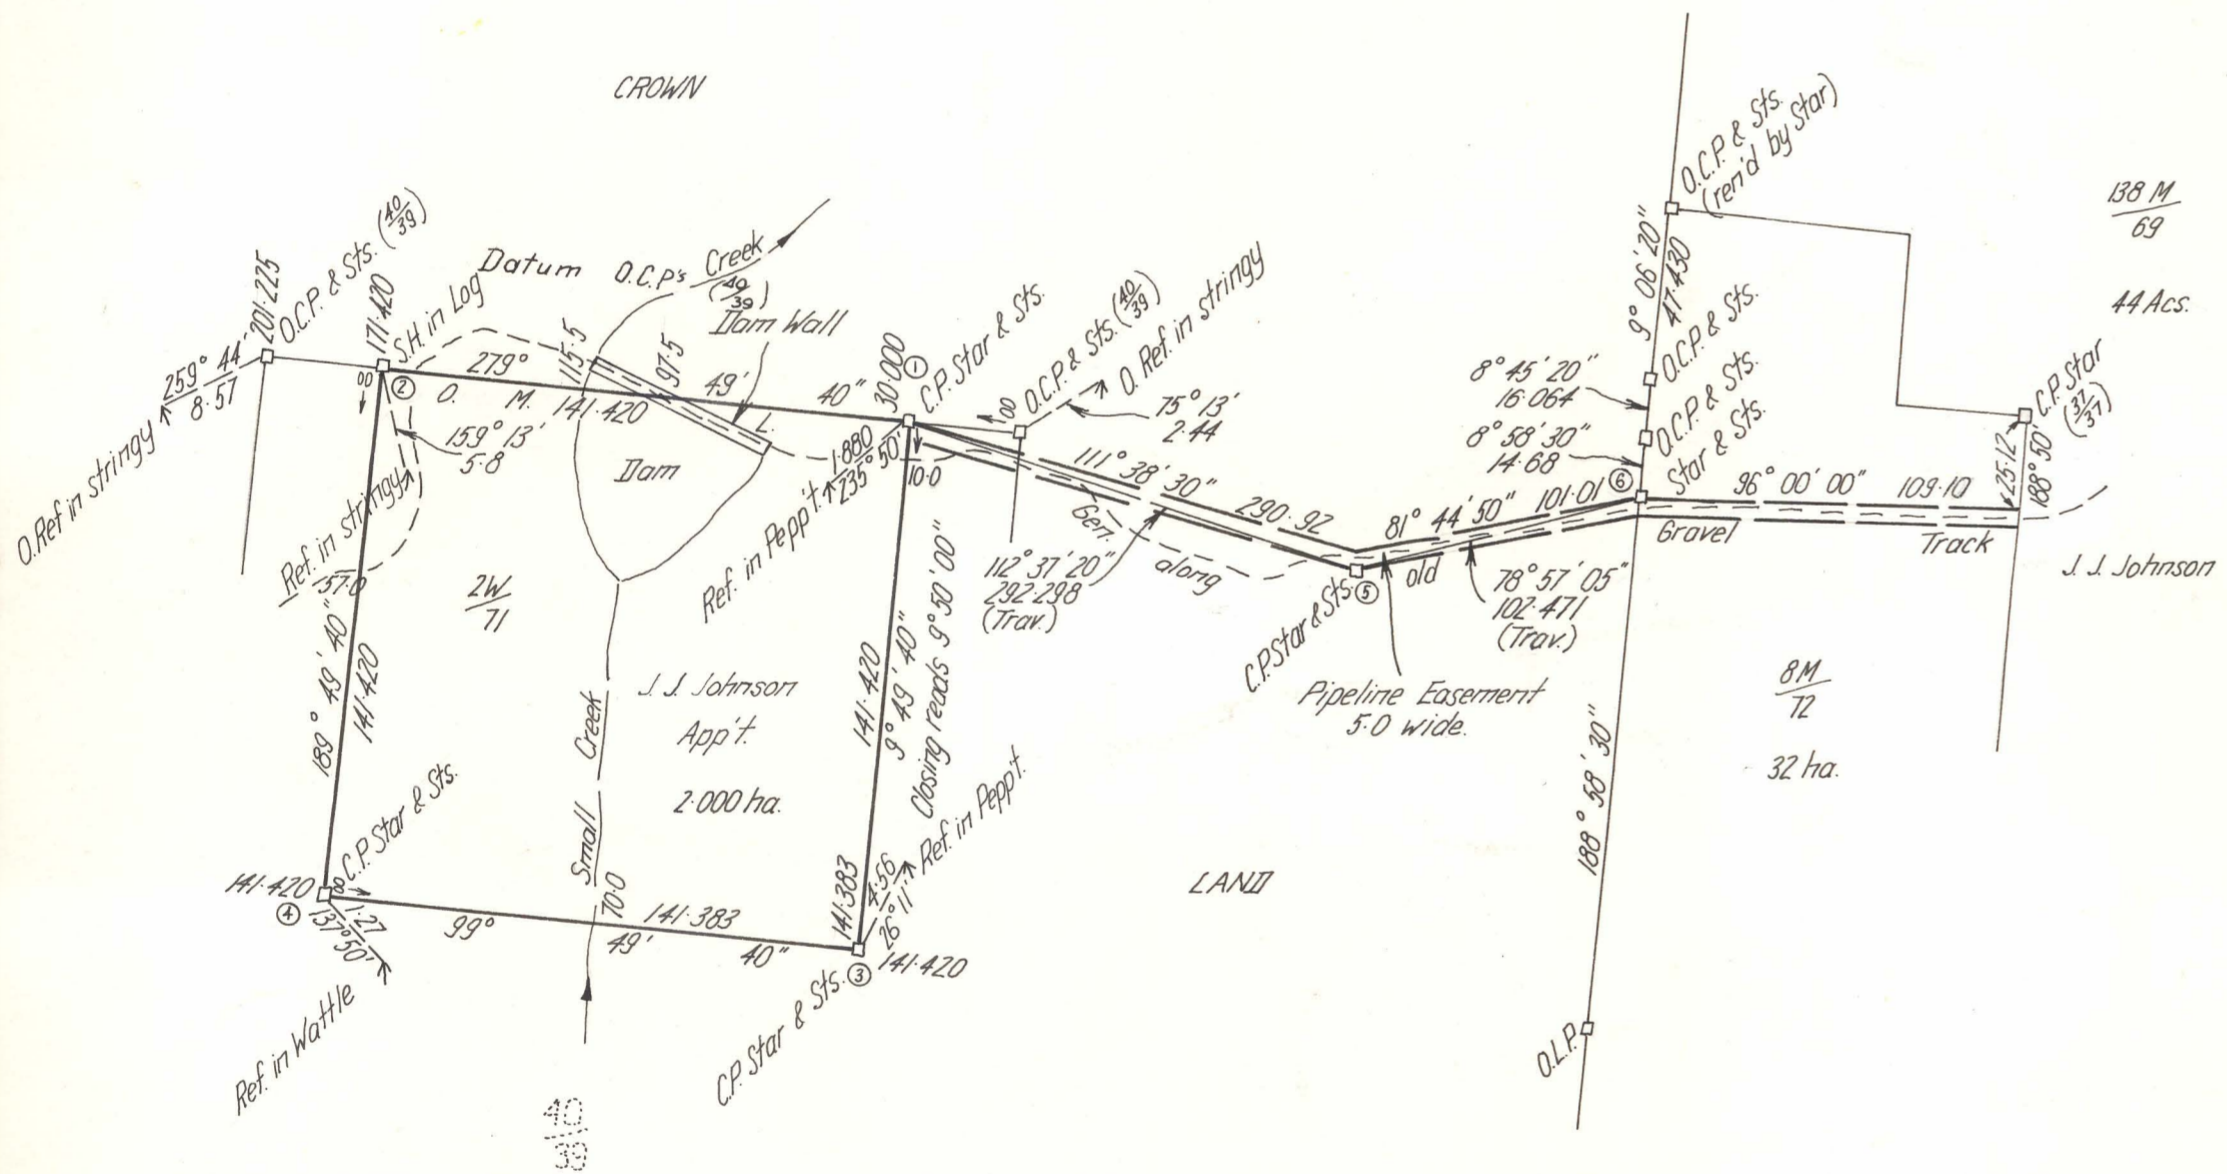 CROWN
O.C.P. & Sts.
(ren'd by Star)
138 M
69
44 Acs.
9° 06' 20"
47·430
O.C.P. & Sts. (40/39)
Datum O.C.P's (40/39)
Creek
Dam Wall
201·225
171·420
S.H. in Log
259° 44'
8·57
O. Ref in stringy
00
②
279° 49' 40"
O. M. L.
141·420
115·5
97·5
30·000
①
C.P. Star & Sts.
O.C.P. & Sts. (40/39)
O. Ref. in stringy
00
75° 13'
2·44
8° 45' 20"
16·064
8° 58' 30"
14·68
O.C.P. & Sts.
O.C.P. & Sts.
Star & Sts.
⑥
C.P. Star
(37/37)
25·12
188° 50'
159° 13'
5·8
Ref. in stringy
57·8
Dam
1·880
235° 50'
Ref. in Pepp't
10·0
111° 38' 30"
290·92
Gen. along old
Gravel Track
81° 44' 50"
101·01
96° 00' 00"
109·10
112° 37' 20"
292·298
(Trav.)
C.P. Star & Sts. ⑤
78° 57' 05"
102·471
(Trav.)
Pipeline Easement
5·0 wide.
J. J. Johnson
2W
71
189° 49' 40"
141·420
J. J. Johnson
App't.
2·000 ha.
Small Creek
141·420
9° 49' 40"
Closing reads 9° 50' 00"
8M
72
32 ha.
188° 58' 30"
C.P. Star & Sts.
141·420
00
④
1·27
137° 50'
Ref. in Wattle
99° 49' 40"
70·0
141·383
141·383
4·56
26° 11'
Ref. in Pepp't.
C.P. Star & Sts. ③
141·420
LAND
O.L.P.
40
39